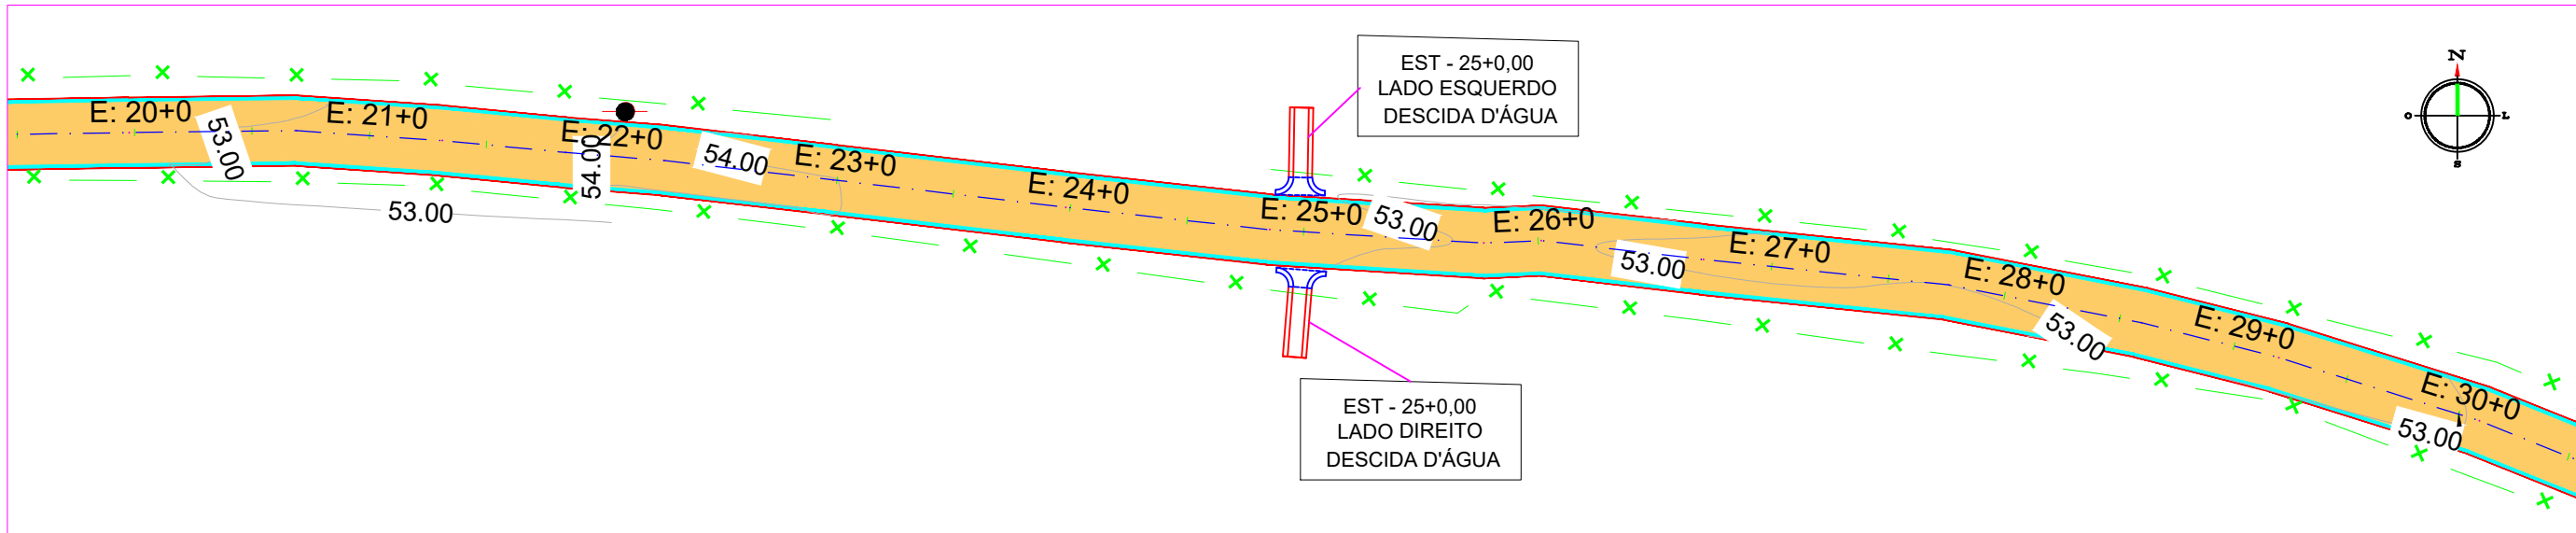 EST - 25+0,00
LADO ESQUERDO
DESCIDA D'ÁGUA
N
O
L
S
E: 20+0
53.00
E: 21+0
E: 22+0
54.00
54.00
E: 23+0
E: 24+0
E: 25+0
53.00
E: 26+0
53.00
E: 27+0
E: 28+0
53.00
E: 29+0
E: 30+0
53.00
53.00
EST - 25+0,00
LADO DIREITO
DESCIDA D'ÁGUA